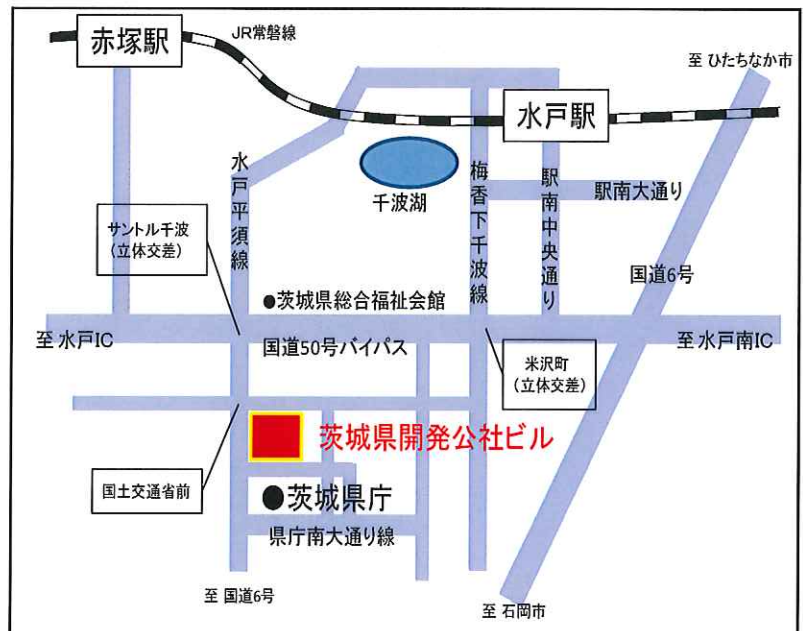 赤塚駅
JR常磐線
至 ひたちなか市
水戸駅
水戸平須線
千波湖
梅香下千波線
駅南中央通り
駅南大通り
サントル千波
(立体交差)
国道6号
●茨城県総合福祉会館
至 水戸IC
国道50号バイパス
至 水戸南IC
米沢町
(立体交差)
茨城県開発公社ビル
国土交通省前
●茨城県庁
県庁南大通り線
至 国道6号
至 石岡市